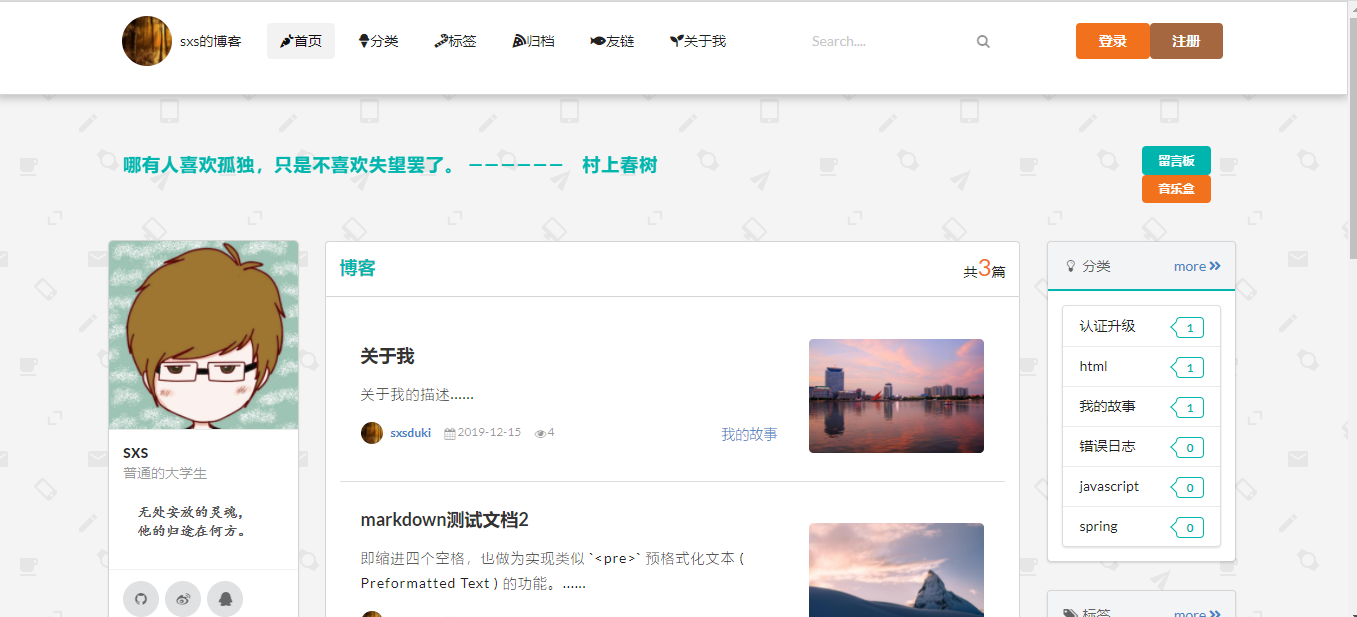 sxs的博客 首页 分类 标签 归档 友链 关于我 Search.... 登录 注册
哪有人喜欢孤独，只是不喜欢失望罢了。 －－－－－－ 村上春树
留言板
音乐盒
SXS
普通的大学生
无处安放的灵魂，
他的归途在何方。
博客 共3篇
关于我
关于我的描述......
sxsduki 2019-12-15 4 我的故事
markdown测试文档2
即缩进四个空格，也做为实现类似 `<pre>` 预格式化文本 (
Preformatted Text ) 的功能。......
分类 more
认证升级 1
html 1
我的故事 1
错误日志 0
javascript 0
spring 0
标签 more